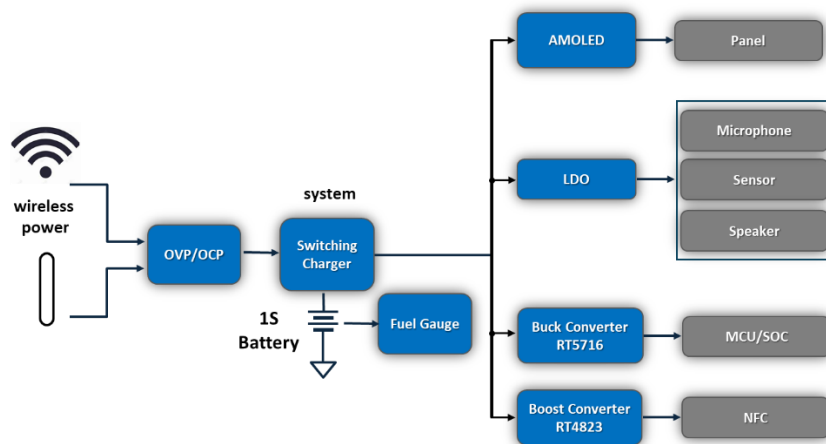 AMOLED
Panel
Microphone
system
LDO
Sensor
wireless
power
OVP/OCP
Switching
Charger
Speaker
1S
Battery
Fuel Gauge
Buck Converter
RT5716
MCU/SOC
Boost Converter
RT4823
NFC